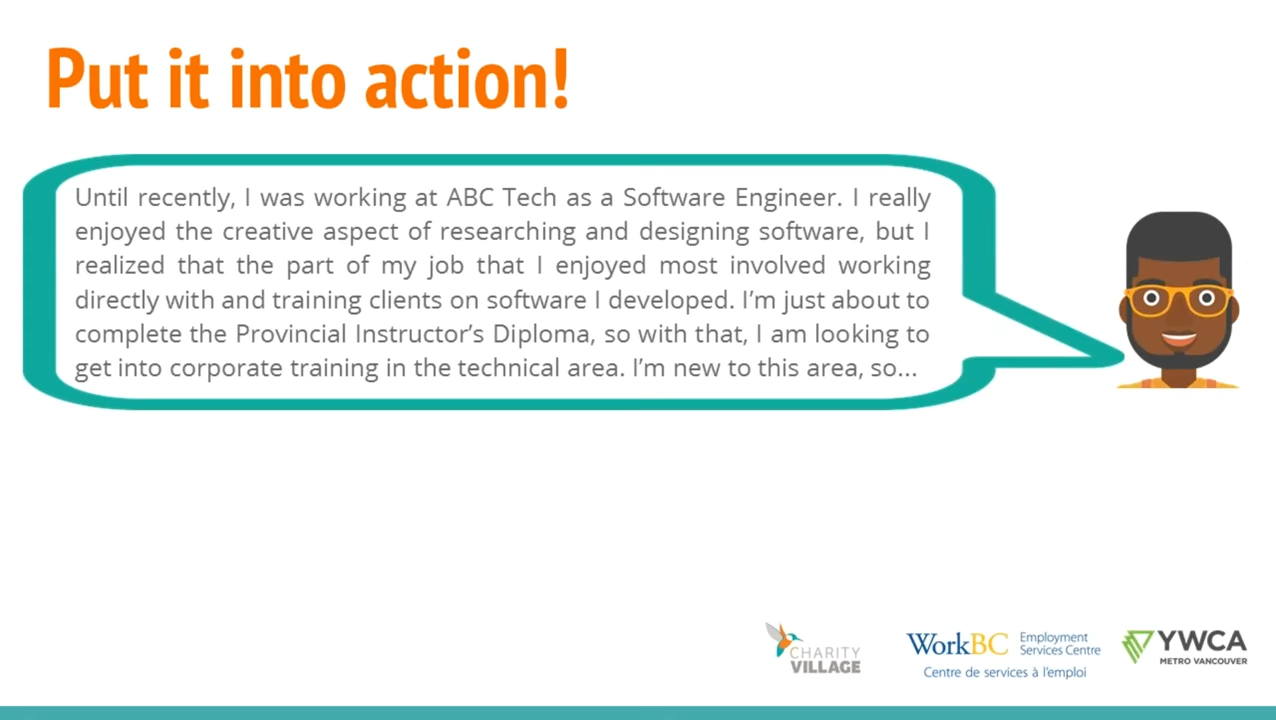 Put it into action!
Until recently, I was working at ABC Tech as a Software Engineer. I really
enjoyed the creative aspect of researching and designing software, but I
realized that the part of my job that I enjoyed most involved working
directly with and training clients on software I developed. I’m just about to
complete the Provincial Instructor’s Diploma, so with that, I am looking to
get into corporate training in the technical area. I’m new to this area, so...
CHARITY
VILLAGE
WorkBC
Employment
Services Centre
Centre de services à l'emploi
YWCA
METRO VANCOUVER